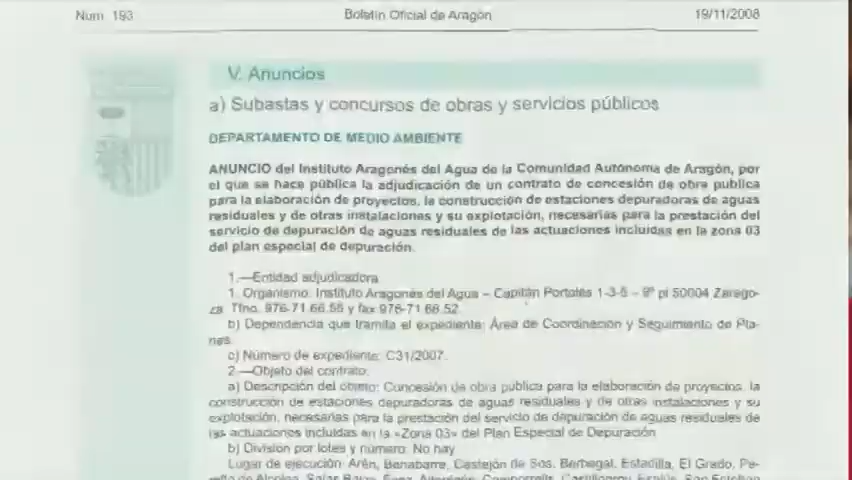 Num. 193 Boletín Oficial de Aragón 19/11/2008
V. Anuncios
a) Subastas y concursos de obras y servicios públicos
DEPARTAMENTO DE MEDIO AMBIENTE
ANUNCIO del Instituto Aragonés del Agua de la Comunidad Autónoma de Aragón, por
el que se hace pública la adjudicación de un contrato de concesión de obra publica
para la elaboración de proyectos, la construcción de estaciones depuradoras de aguas
residuales y de otras instalaciones y su explotación, necesarias para la prestación del
servicio de depuración de aguas residuales de las actuaciones incluidas en la zona 03
del plan especial de depuración.
1.—Entidad adjudicadora
1. Organismo: Instituto Aragonés del Agua – Capitán Portolés 1-3-5 – 9ª pl 50004 Zarago-
za. Tfno. 976-71 66 55 y fax 976-71 66 52.
b) Dependencia que tramita el expediente: Área de Coordinación y Seguimiento de Pla-
nes.
c) Número de expediente: C31/2007.
2.—Objeto del contrato:
a) Descripción del objeto: Concesión de obra pública para la elaboración de proyectos, la
construcción de estaciones depuradoras de aguas residuales y de otras instalaciones y su
explotación, necesarias para la prestación del servicio de depuración de aguas residuales de
las actuaciones incluidas en la «Zona 03» del Plan Especial de Depuración
b) División por lotes y número: No hay
Lugar de ejecución: Arén, Benabarre, Castejón de Sos, Berbegal, Estadilla, El Grado, Pe-